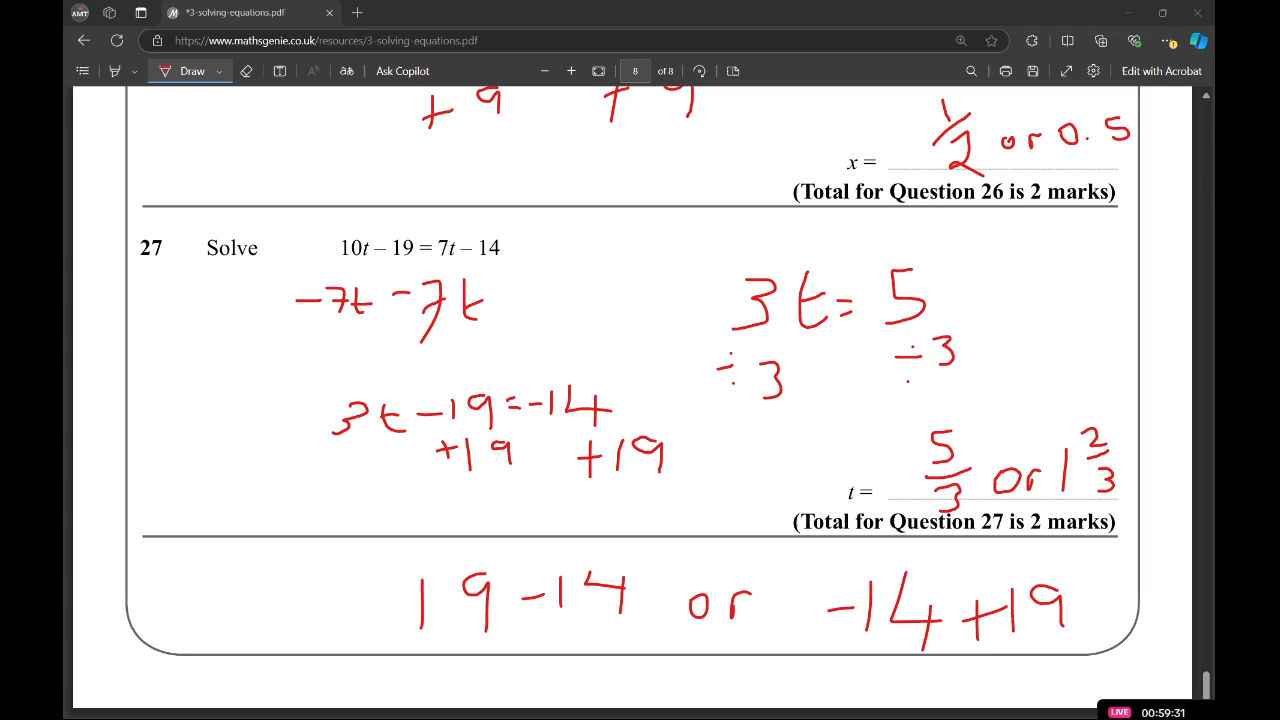 AMT
*3-solving-equations.pdf
https://www.mathsgenie.co.uk/resources/3-solving-equations.pdf
Draw
aあ
Ask Copilot
8 of 8
Edit with Acrobat
+9 +9
1/2 or 0.5
x =
(Total for Question 26 is 2 marks)
27 Solve 10t – 19 = 7t – 14
-7t -7t
3t = 5
÷3 ÷3
3t -19 = -14
+19 +19
t = 5/3 or 1 2/3
(Total for Question 27 is 2 marks)
19 -14 or -14 +19
LIVE 00:59:31